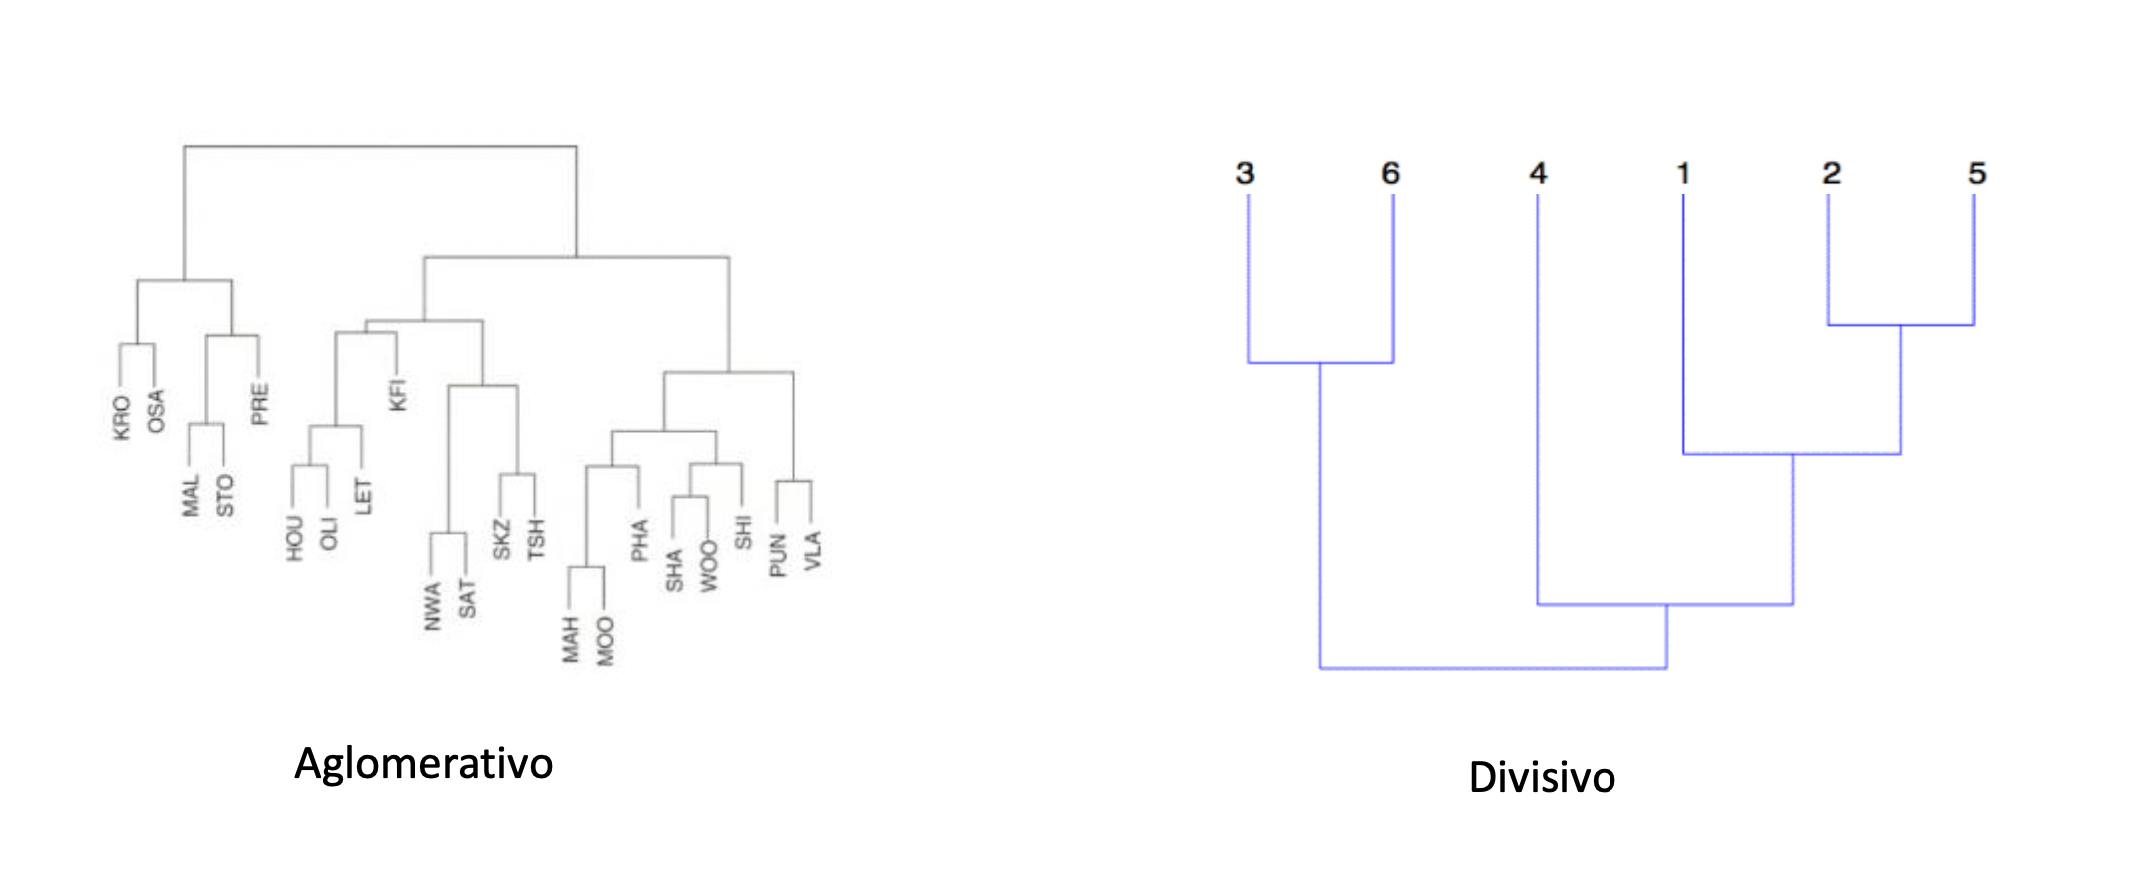 3 6 4 1 2 5
KRO OSA MAL STO PRE HOU OLI LET KFI NWA SAT SKZ TSH MAH MOO PHA SHA WOO SHI PUN VLA
Aglomerativo
Divisivo